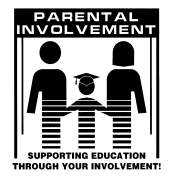 PARENTAL
INVOLVEMENT
SUPPORTING EDUCATION
THROUGH YOUR INVOLVEMENT!